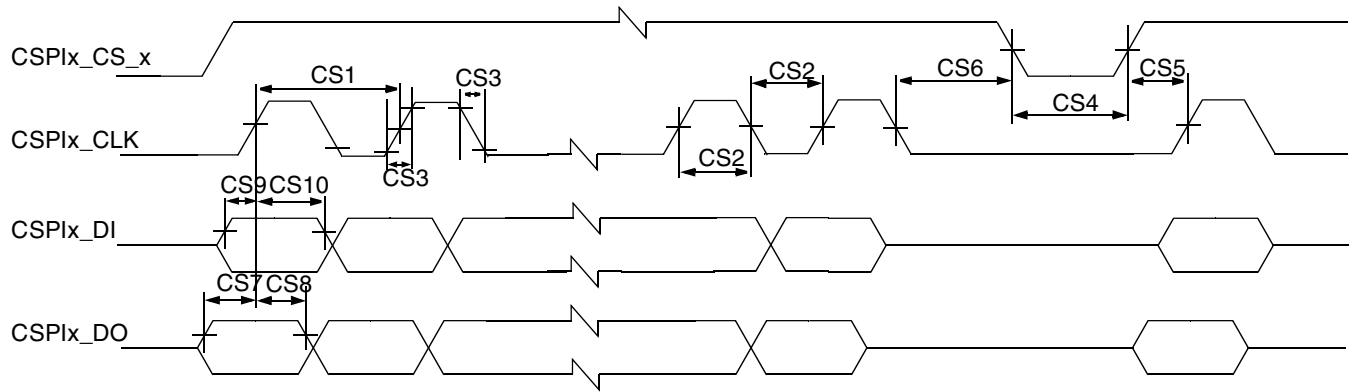 CSPIx_CS_x
CS1
CS3
CS2
CS6
CS5
CS4
CSPIx_CLK
CS3
CS2
CS9
CS10
CSPIx_DI
CS7
CS8
CSPIx_DO